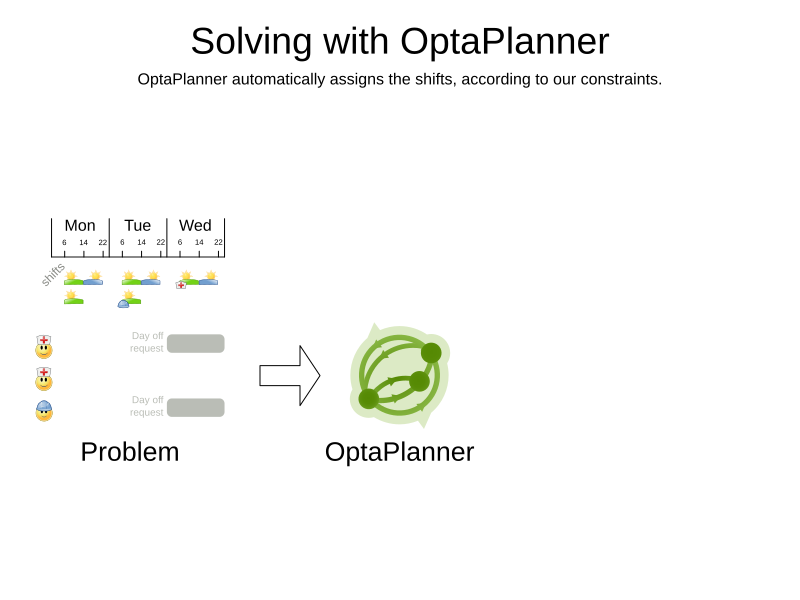 Solving with OptaPlanner
OptaPlanner automatically assigns the shifts, according to our constraints.
Mon Tue Wed
6 14 22 6 14 22 6 14 22
shifts
Day off
request
Day off
request
Problem
OptaPlanner